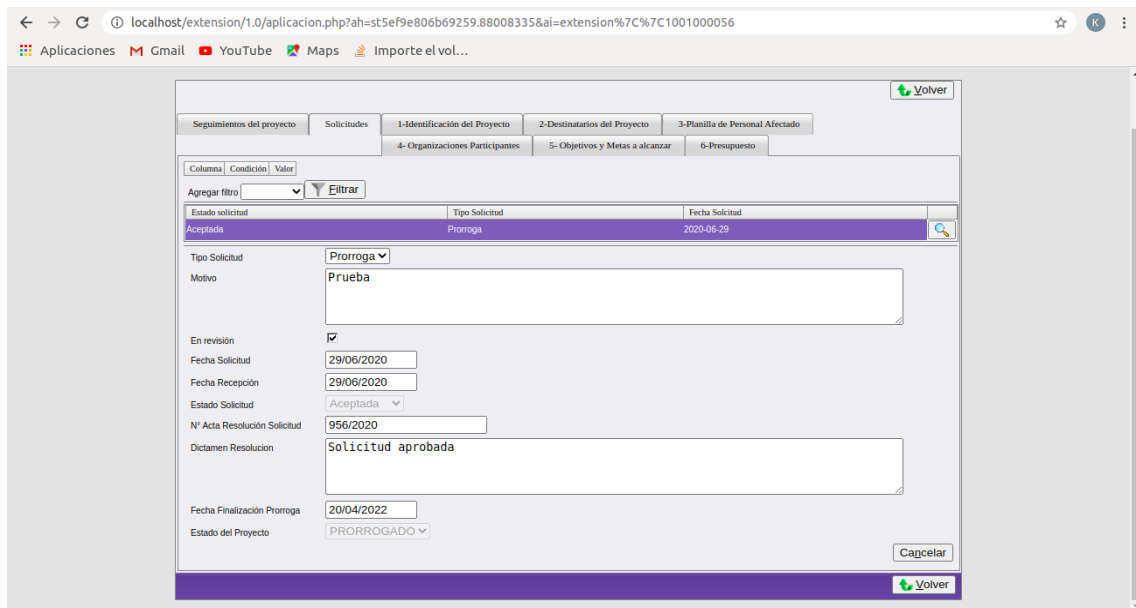 localhost/extension/1.0/aplicacion.php?ah=st5ef9e806b69259.88008335&ai=extension%7C%7C1001000056
K
Aplicaciones Gmail YouTube Maps Importe el vol...
Volver
Seguimientos del proyecto Solicitudes 1-Identificación del Proyecto 2-Destinatarios del Proyecto 3-Planilla de Personal Afectado
4- Organizaciones Participantes 5- Objetivos y Metas a alcanzar 6-Presupuesto
Columna Condición Valor
Agregar filtro Filtrar
Estado solicitud Tipo Solicitud Fecha Solcitud
Aceptada Prorroga 2020-06-29
Tipo Solicitud Prorroga
Motivo Prueba
En revisión
Fecha Solicitud 29/06/2020
Fecha Recepción 29/06/2020
Estado Solicitud Aceptada
N° Acta Resolución Solicitud 956/2020
Dictamen Resolucion Solicitud aprobada
Fecha Finalización Prorroga 20/04/2022
Estado del Proyecto PRORROGADO
Cancelar
Volver